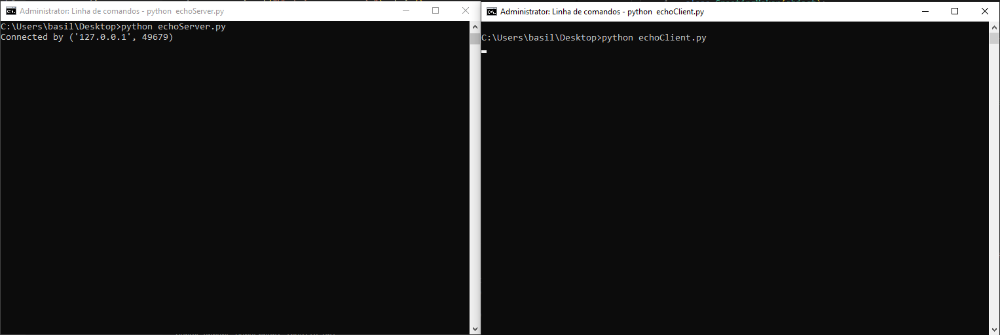 Administrator: Linha de comandos - python  echoServer.py
C:\Users\basil\Desktop>python echoServer.py
Connected by ('127.0.0.1', 49679)
Administrator: Linha de comandos - python  echoClient.py
C:\Users\basil\Desktop>python echoClient.py